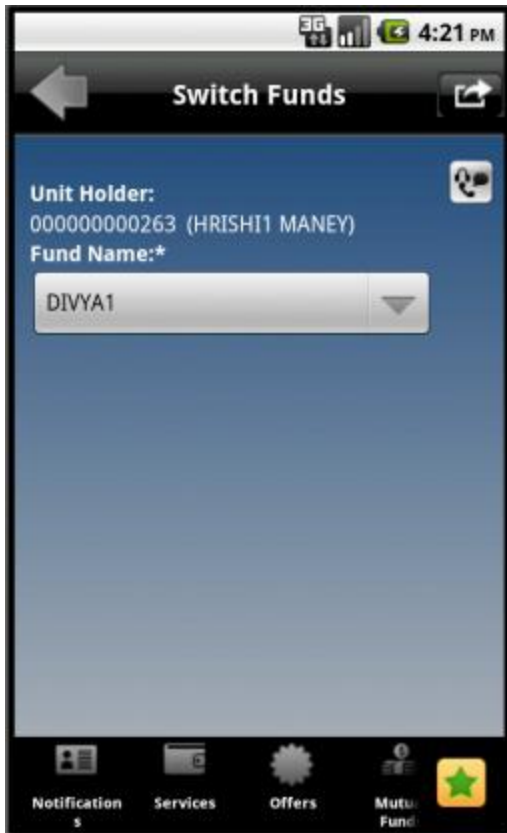 3G
4:21 PM
Switch Funds
Unit Holder:
000000000263 (HRISHI1 MANEY)
Fund Name:*
DIVYA1
Notification
s
Services
Offers
Mutu
Fund